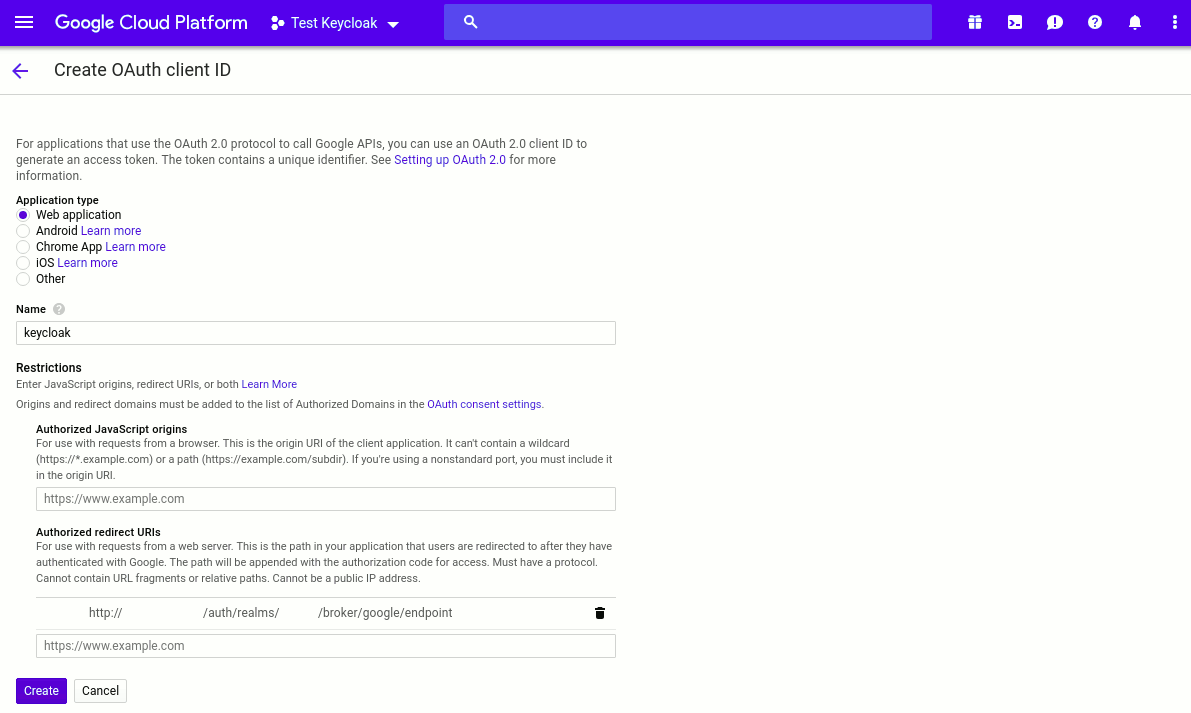 Google Cloud Platform
Test Keycloak
Create OAuth client ID
For applications that use the OAuth 2.0 protocol to call Google APIs, you can use an OAuth 2.0 client ID to
generate an access token. The token contains a unique identifier. See Setting up OAuth 2.0 for more
information.
Application type
Web application
Android Learn more
Chrome App Learn more
iOS Learn more
Other
Name ?
keycloak
Restrictions
Enter JavaScript origins, redirect URIs, or both Learn More
Origins and redirect domains must be added to the list of Authorized Domains in the OAuth consent settings.
Authorized JavaScript origins
For use with requests from a browser. This is the origin URI of the client application. It can't contain a wildcard
(https://*.example.com) or a path (https://example.com/subdir). If you're using a nonstandard port, you must include it
in the origin URI.
https://www.example.com
Authorized redirect URIs
For use with requests from a web server. This is the path in your application that users are redirected to after they have
authenticated with Google. The path will be appended with the authorization code for access. Must have a protocol.
Cannot contain URL fragments or relative paths. Cannot be a public IP address.
http:// /auth/realms/ /broker/google/endpoint
https://www.example.com
Create Cancel